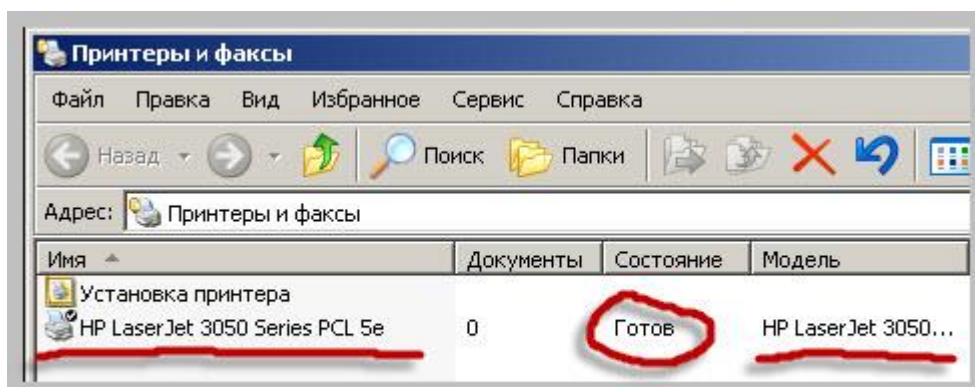 Принтеры и факсы
Файл Правка Вид Избранное Сервис Справка
Назад Поиск Папки
Адрес: Принтеры и факсы
Имя Документы Состояние Модель
Установка принтера
HP LaserJet 3050 Series PCL 5e 0 Готов HP LaserJet 3050...